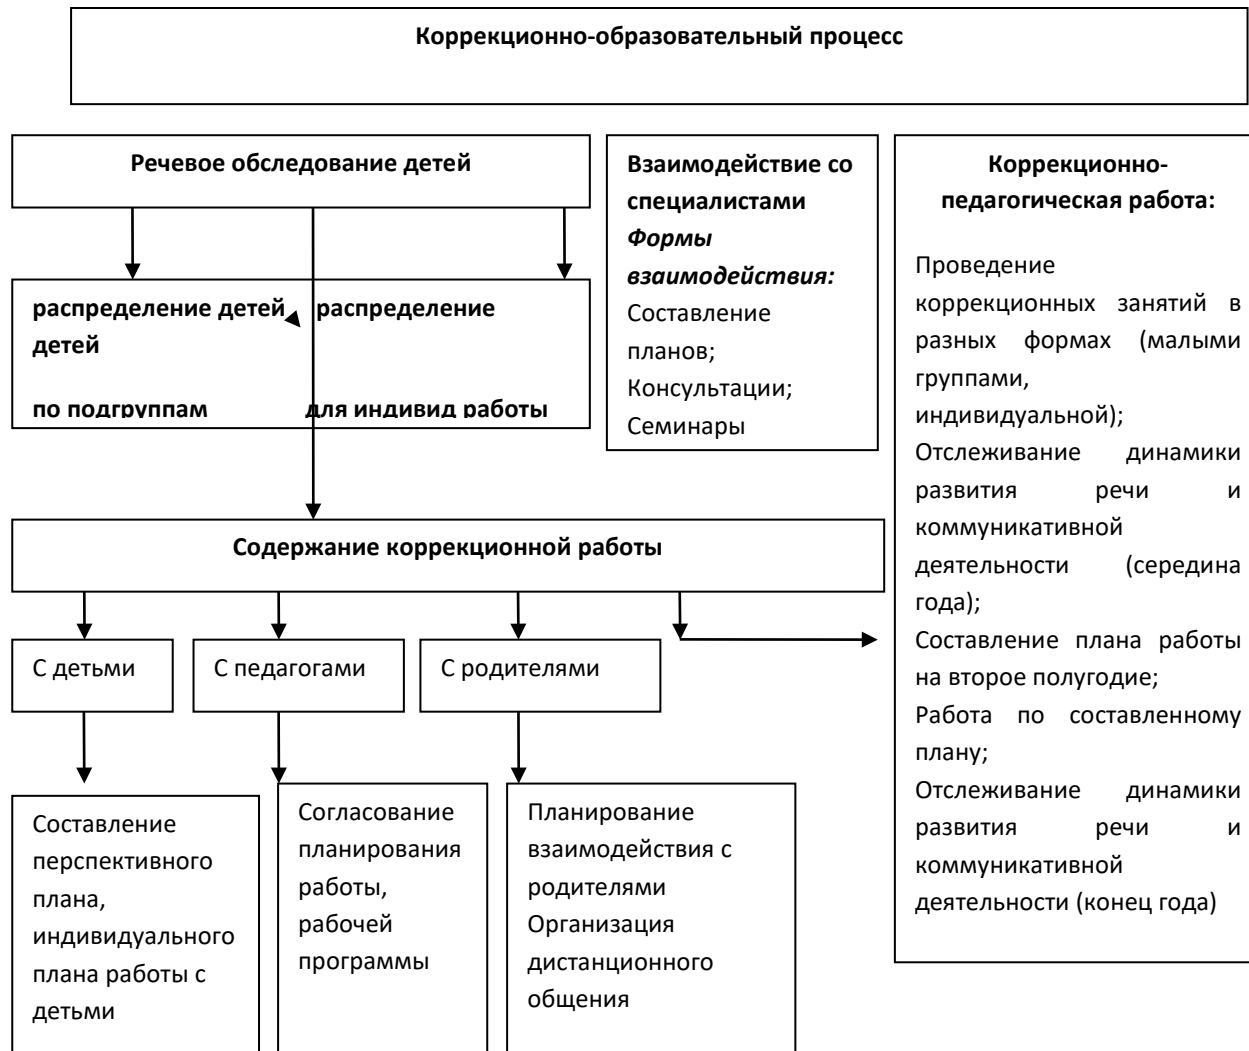 Коррекционно-образовательный процесс
Речевое обследование детей
распределение детей распределение
детей
по подгруппам для индивид работы
Взаимодействие со
специалистами
Формы
взаимодействия:
Составление
планов;
Консультации;
Семинары
Коррекционно-
педагогическая работа:
Проведение
коррекционных занятий в
разных формах (малыми
группами,
индивидуальной);
Отслеживание динамики
развития речи и
коммуникативной
деятельности (середина
года);
Составление плана работы
на второе полугодие;
Работа по составленному
плану;
Отслеживание динамики
развития речи и
коммуникативной
деятельности (конец года)
Содержание коррекционной работы
С детьми
С педагогами
С родителями
Составление
перспективного
плана,
индивидуального
плана работы с
детьми
Согласование
планирования
работы,
рабочей
программы
Планирование
взаимодействия с
родителями
Организация
дистанционного
общения